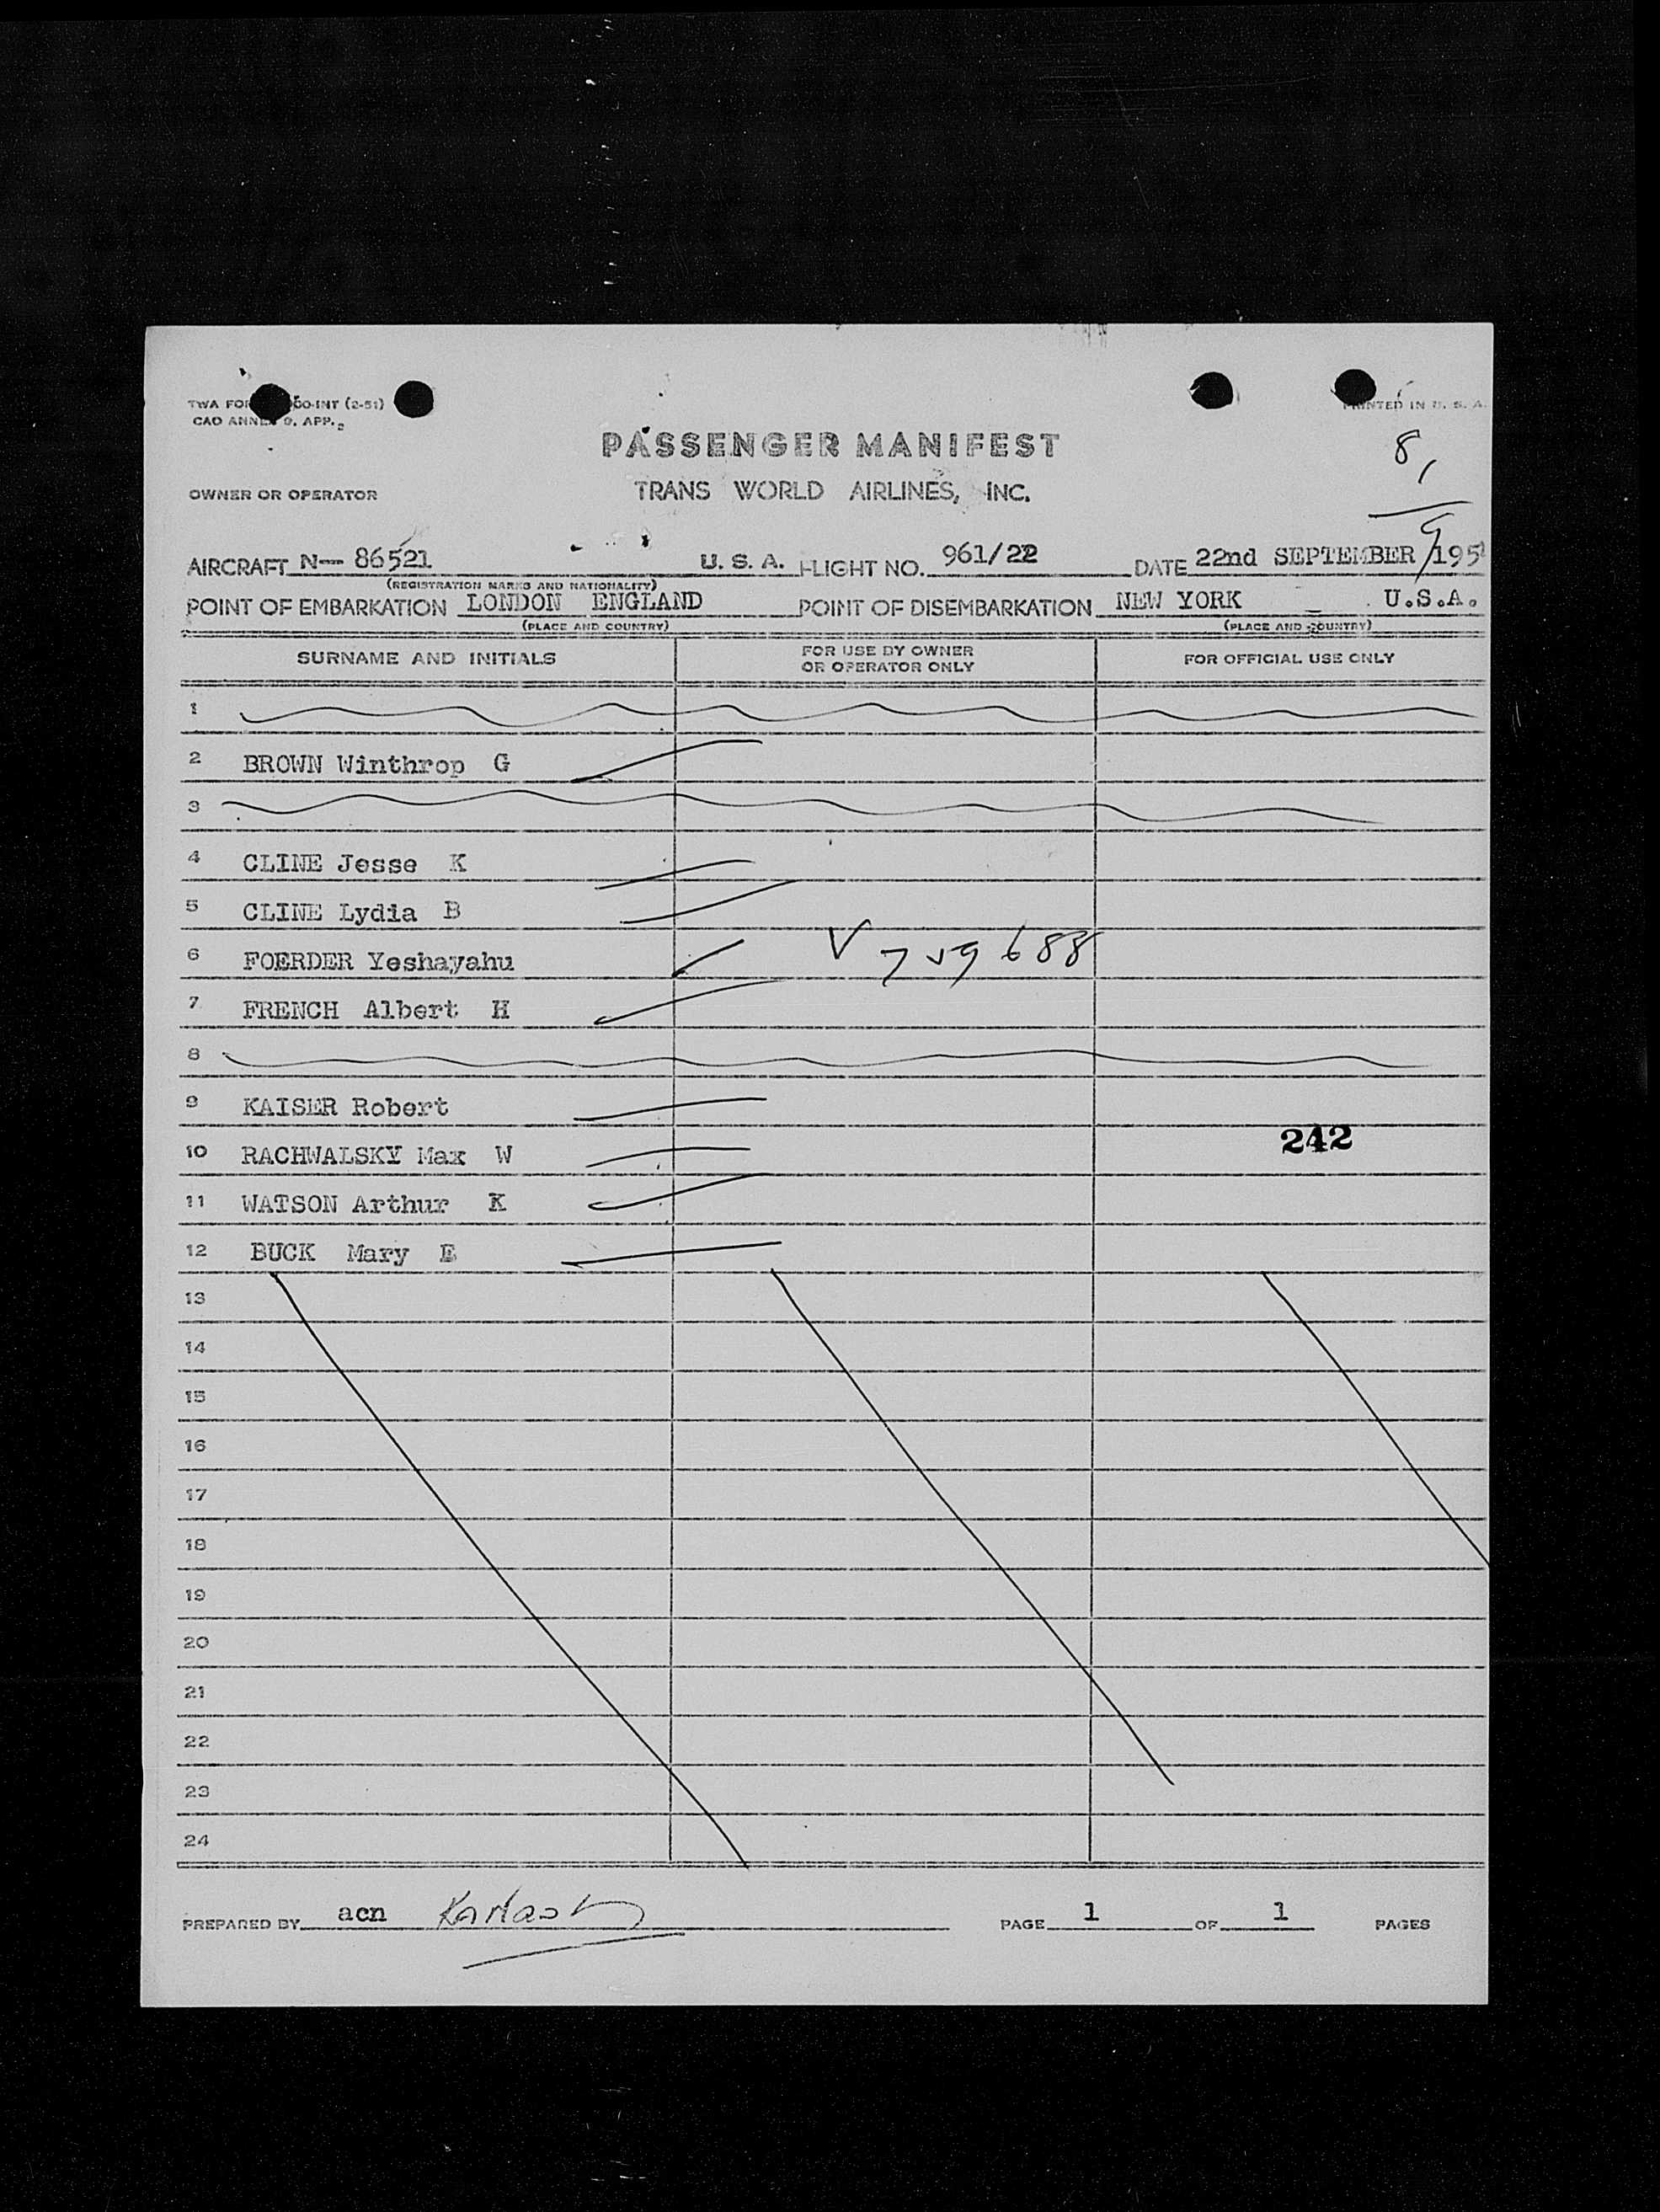 TWA FOR 00-INT (2-51)
PRINTED IN U. S. A.
CAO ANNEX 9, APP. 2
PASSENGER MANIFEST
8
OWNER OR OPERATOR TRANS WORLD AIRLINES, INC.
9
AIRCRAFT N— 86521 U. S. A. FLIGHT NO. 961/22 DATE 22nd SEPTEMBER 195
(REGISTRATION MARKS AND NATIONALITY)
POINT OF EMBARKATION LONDON ENGLAND POINT OF DISEMBARKATION NEW YORK U.S.A.
(PLACE AND COUNTRY) (PLACE AND COUNTRY)
SURNAME AND INITIALS FOR USE BY OWNER OR OPERATOR ONLY FOR OFFICIAL USE ONLY
1
2 BROWN Winthrop G
3
4 CLINE Jesse K
5 CLINE Lydia B
6 FOERDER Yeshayahu V 759688
7 FRENCH Albert H
8
9 KAISER Robert
10 RACHWALSKY Max W 242
11 WATSON Arthur K
12 BUCK Mary E
13
14
15
16
17
18
19
20
21
22
23
24
PREPARED BY acn PAGE 1 OF 1 PAGES